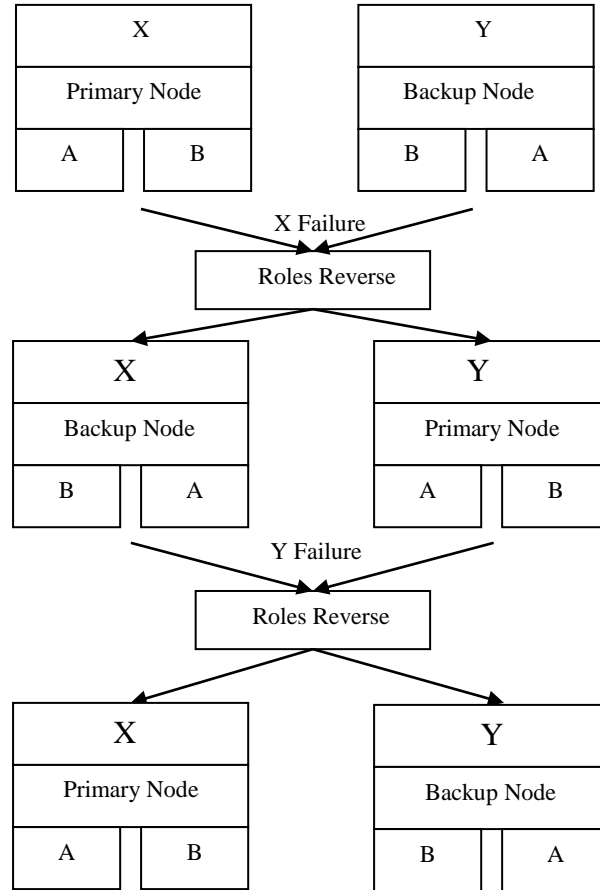 X
Y
Primary Node
Backup Node
A
B
B
A
X Failure
Roles Reverse
X
Y
Backup Node
Primary Node
B
A
A
B
Y Failure
Roles Reverse
X
Y
Primary Node
Backup Node
A
B
B
A